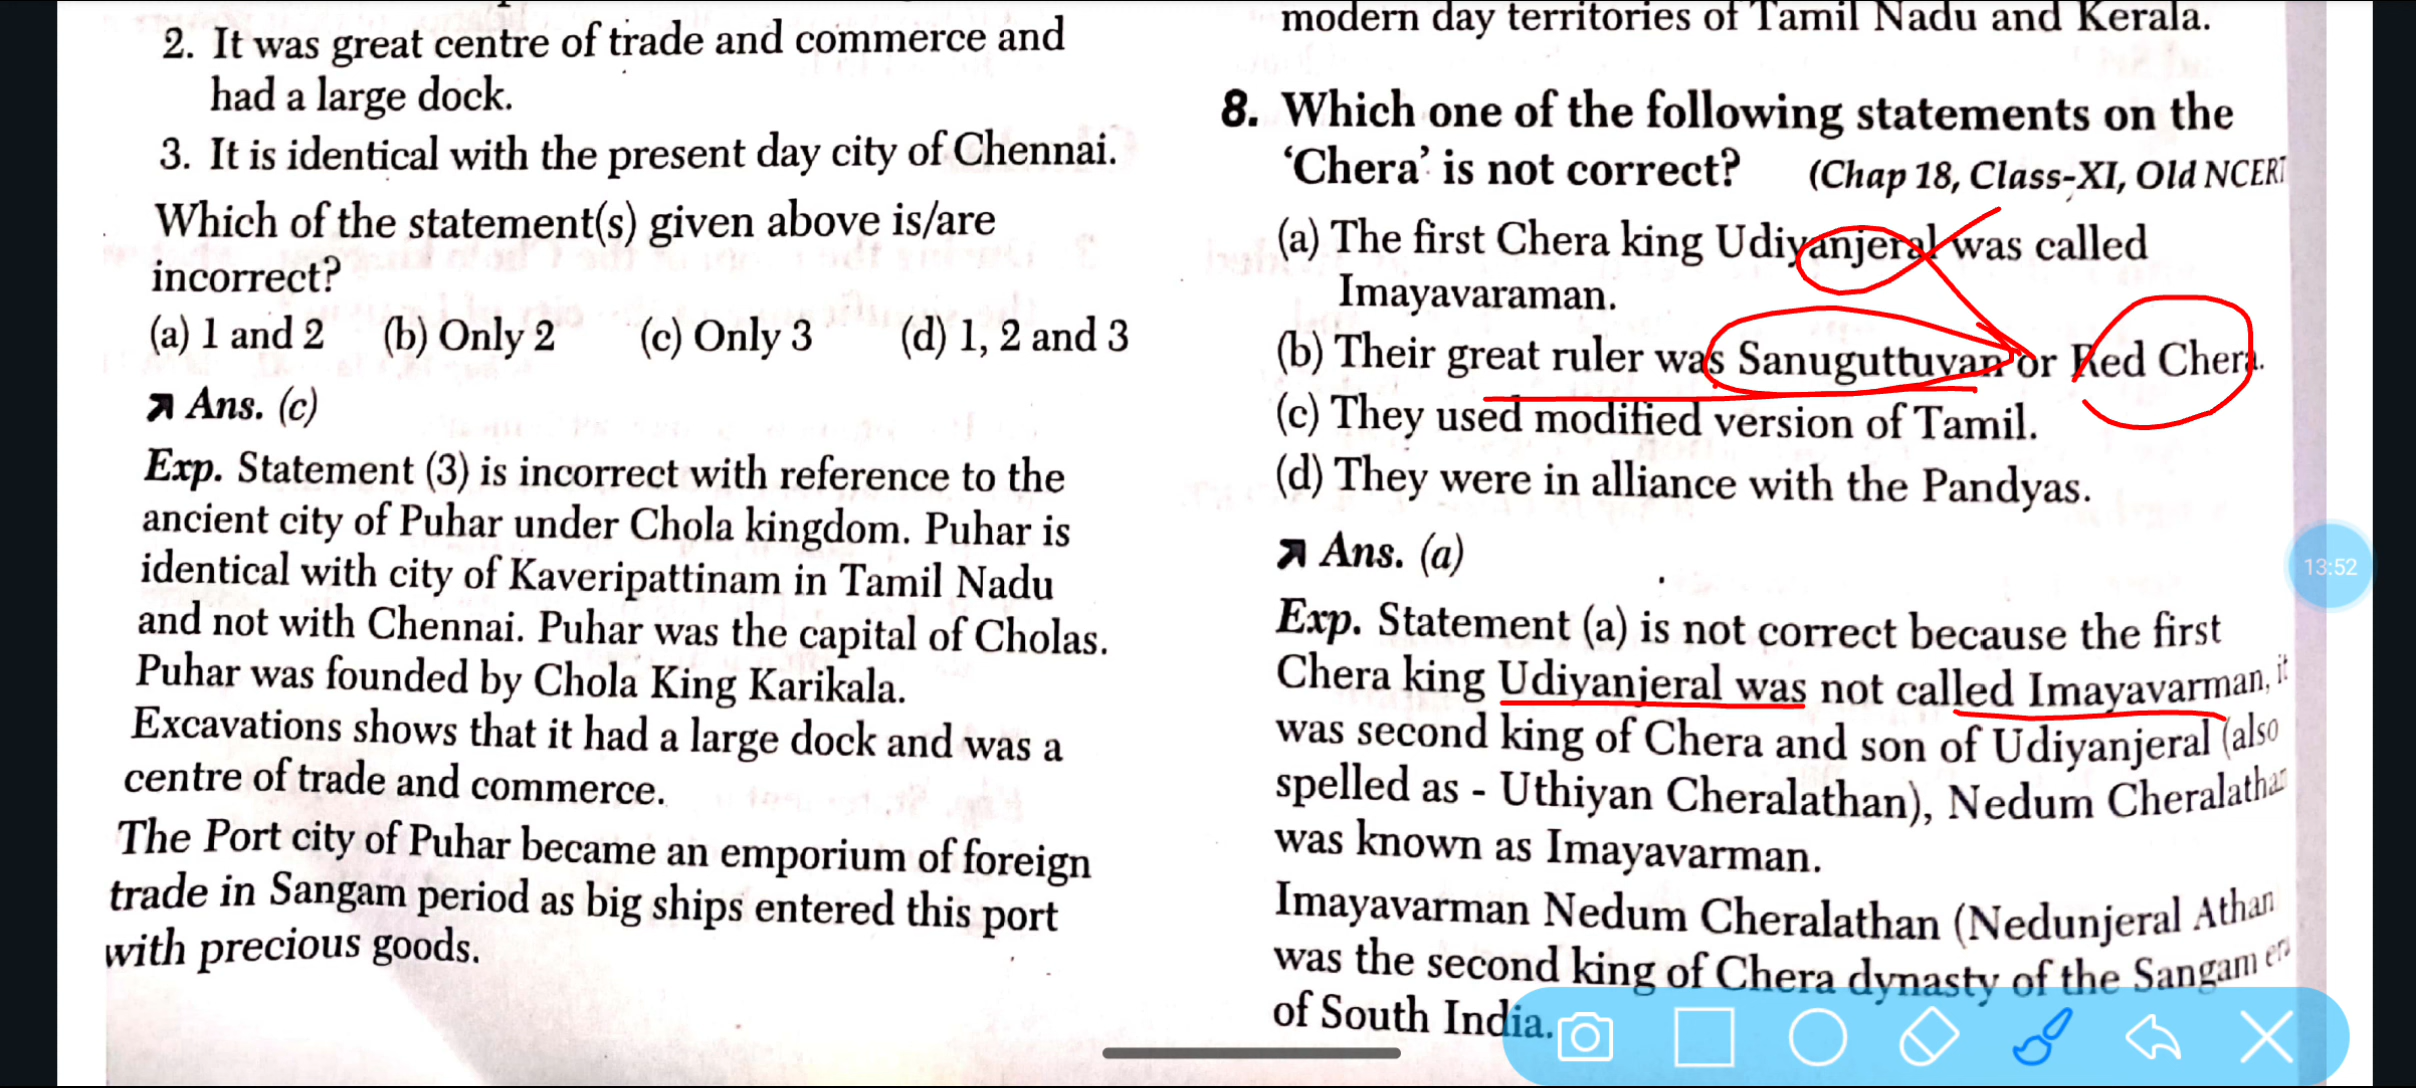 2. It was great centre of trade and commerce and
had a large dock.
3. It is identical with the present day city of Chennai.
Which of the statement(s) given above is/are
incorrect?
(a) 1 and 2 (b) Only 2 (c) Only 3 (d) 1, 2 and 3
Ans. (c)
Exp. Statement (3) is incorrect with reference to the
ancient city of Puhar under Chola kingdom. Puhar is
identical with city of Kaveripattinam in Tamil Nadu
and not with Chennai. Puhar was the capital of Cholas.
Puhar was founded by Chola King Karikala.
Excavations shows that it had a large dock and was a
centre of trade and commerce.
The Port city of Puhar became an emporium of foreign
trade in Sangam period as big ships entered this port
with precious goods.
modern day territories of Tamil Nadu and Kerala.
8. Which one of the following statements on the
'Chera' is not correct? (Chap 18, Class-XI, Old NCERT
(a) The first Chera king Udiyanjeral was called
Imayavaraman.
(b) Their great ruler was Sanuguttuvan or Red Chera.
(c) They used modified version of Tamil.
(d) They were in alliance with the Pandyas.
Ans. (a)
Exp. Statement (a) is not correct because the first
Chera king Udiyanjeral was not called Imayavarman, it
was second king of Chera and son of Udiyanjeral (also
spelled as - Uthiyan Cheralathan), Nedum Cheralathan
was known as Imayavarman.
Imayavarman Nedum Cheralathan (Nedunjeral Athan
was the second king of Chera dynasty of the Sangam era
of South India.
13:52